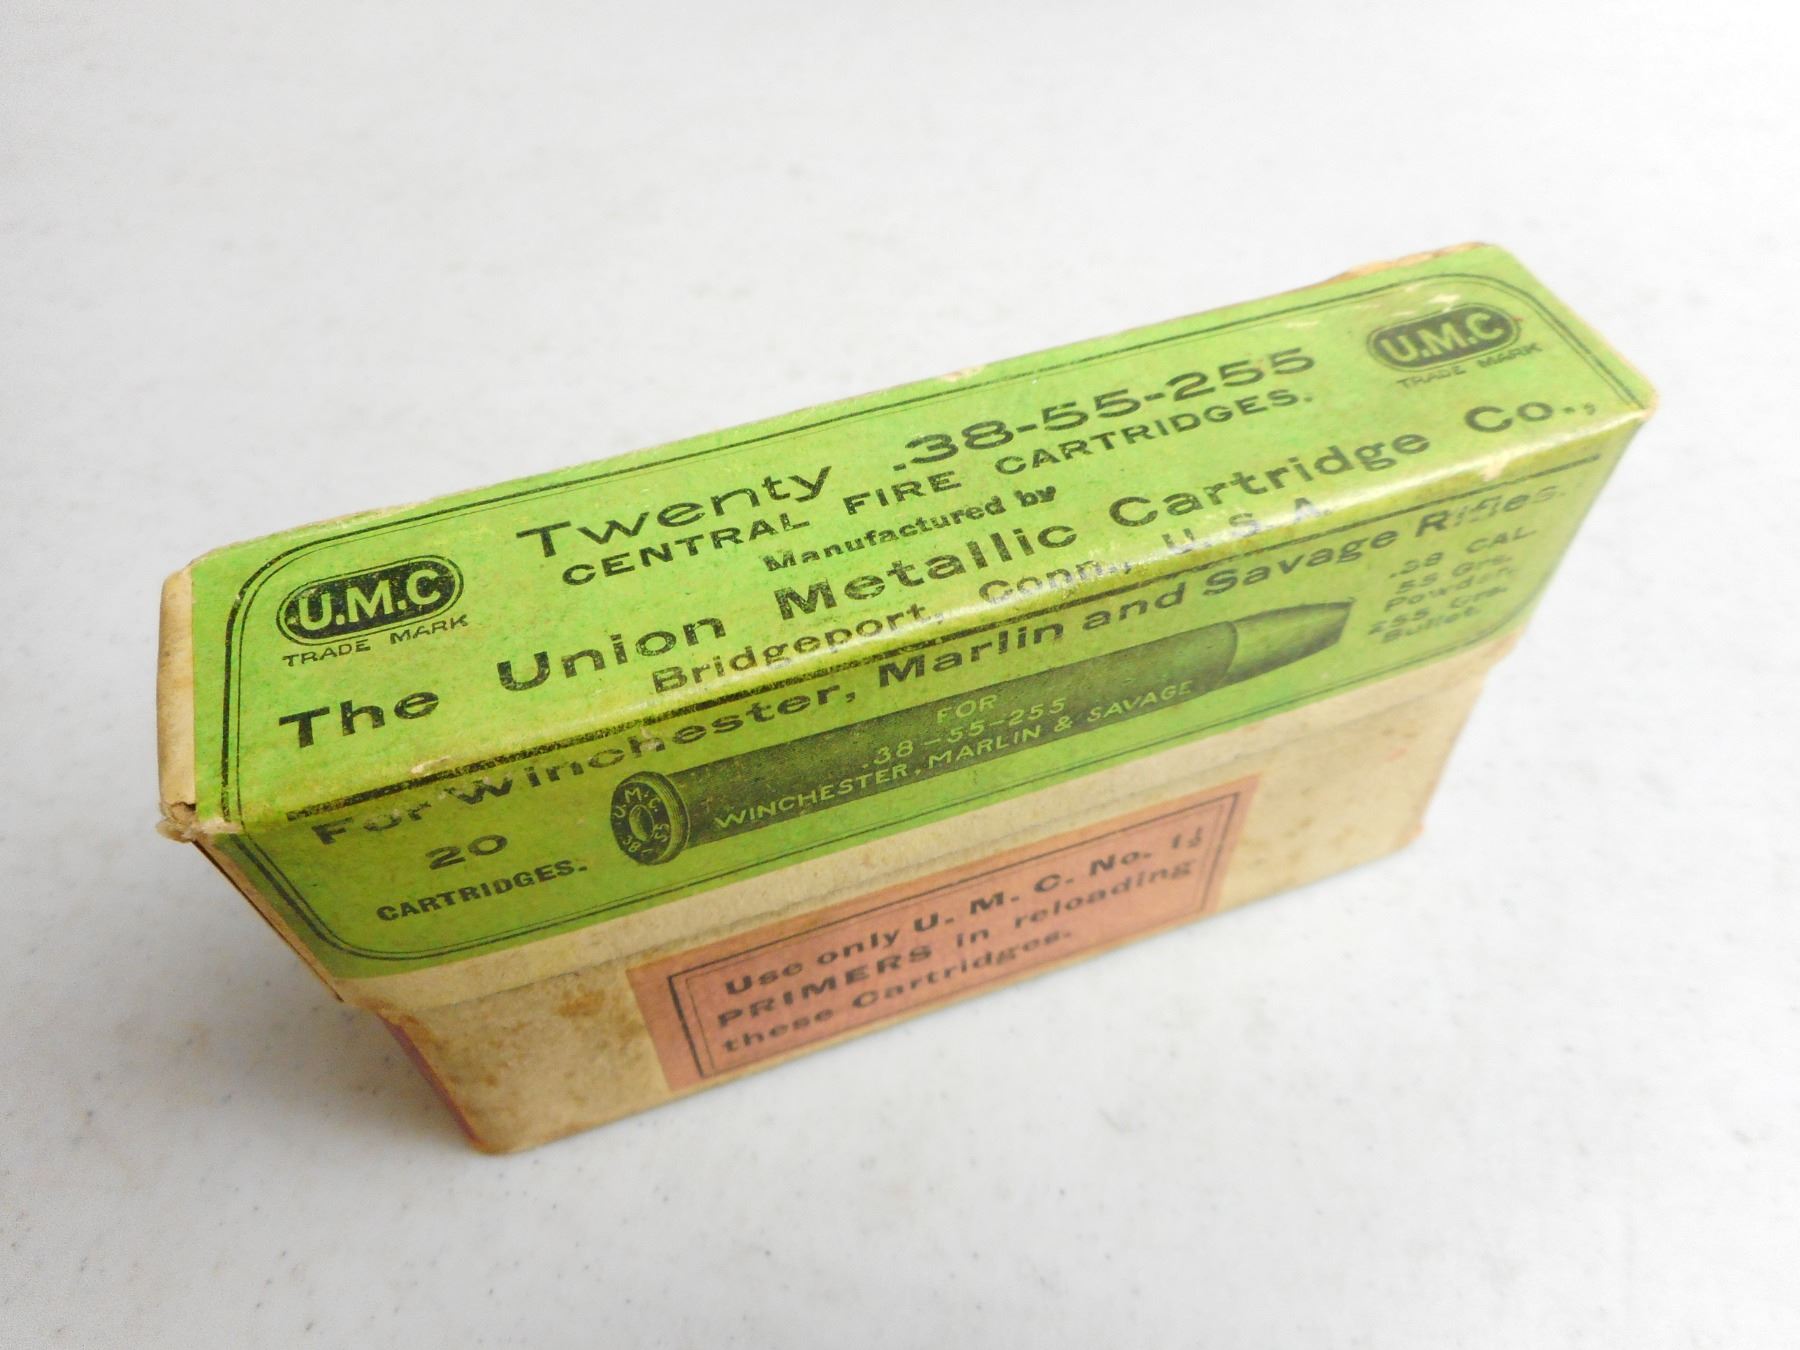 U.M.C
TRADE MARK
Twenty .38-55-255
CENTRAL FIRE CARTRIDGES.
Manufactured by
U.M.C
TRADE MARK
The Union Metallic Cartridge Co.,
Bridgeport, Conn., U. S. A.
For Winchester, Marlin and Savage Rifles.
20
CARTRIDGES.
U.M.C.
38-55
FOR
.38-55-255
WINCHESTER, MARLIN & SAVAGE
.38 CAL.
55 Grs.
Powder,
255 Grs.
Bullet.
Use only U. M. C. No. 1½
PRIMERS in reloading
these Cartridges.